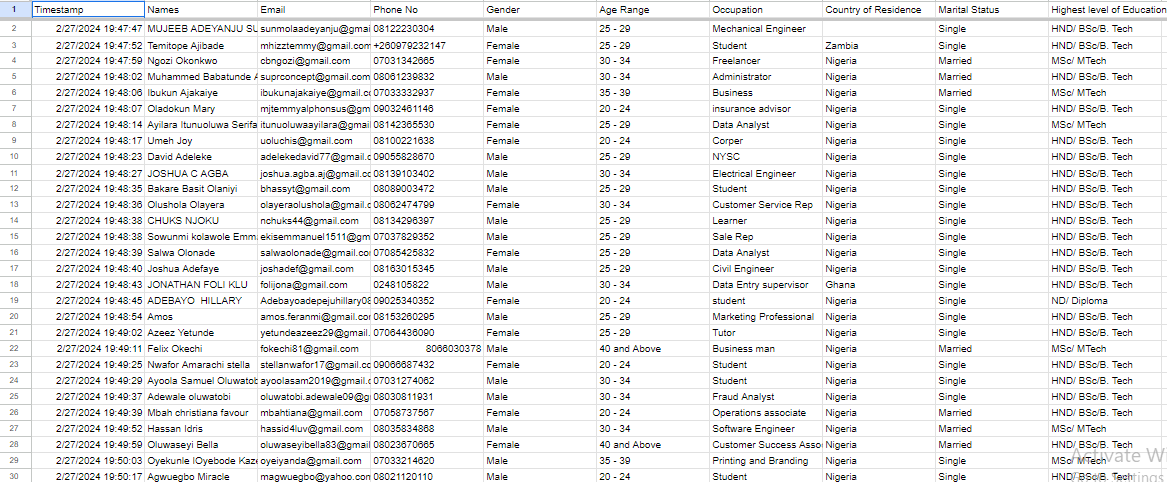 1 Timestamp Names Email Phone No Gender Age Range Occupation Country of Residence Marital Status Highest level of Education
2 2/27/2024 19:47:47 MUJEEB ADEYANJU SU sunmolaadeyanju@gmai 08122230304 Male 25 - 29 Mechanical Engineer Single HND/ BSc/B. Tech
3 2/27/2024 19:47:52 Temitope Ajibade mhizztemmy@gmail.com +260979232147 Female 25 - 29 Student Zambia Single HND/ BSc/B. Tech
4 2/27/2024 19:47:59 Ngozi Okonkwo cbngozi@gmail.com 07031342665 Female 30 - 34 Freelancer Nigeria Married MSc/ MTech
5 2/27/2024 19:48:02 Muhammed Babatunde A suprconcept@gmail.com 08061239832 Male 30 - 34 Administrator Nigeria Married HND/ BSc/B. Tech
6 2/27/2024 19:48:06 Ibukun Ajakaiye ibukunajakaiye@gmail.c 07033332937 Female 35 - 39 Business Nigeria Married MSc/ MTech
7 2/27/2024 19:48:07 Oladokun Mary mjtemmyalphonsus@gm 09032461146 Female 20 - 24 insurance advisor Nigeria Single HND/ BSc/B. Tech
8 2/27/2024 19:48:14 Ayilara Itunuoluwa Serifa itunuoluwaayilara@gmai 08142365530 Female 25 - 29 Data Analyst Nigeria Single MSc/ MTech
9 2/27/2024 19:48:17 Umeh Joy uoluchis@gmail.com 08100221638 Female 20 - 24 Corper Nigeria Single HND/ BSc/B. Tech
10 2/27/2024 19:48:23 David Adeleke adelekedavid77@gmail.c 09055828670 Male 25 - 29 NYSC Nigeria Single HND/ BSc/B. Tech
11 2/27/2024 19:48:27 JOSHUA C AGBA joshua.agba.aj@gmail.c 08139103402 Male 30 - 34 Electrical Engineer Nigeria Single HND/ BSc/B. Tech
12 2/27/2024 19:48:35 Bakare Basit Olaniyi bhassyt@gmail.com 08089003472 Male 25 - 29 Student Nigeria Single HND/ BSc/B. Tech
13 2/27/2024 19:48:36 Olushola Olayera olayeraolushola@gmail.c 08062474799 Female 30 - 34 Customer Service Rep Nigeria Single HND/ BSc/B. Tech
14 2/27/2024 19:48:38 CHUKS NJOKU nchuks44@gmail.com 08134296397 Male 25 - 29 Learner Nigeria Single HND/ BSc/B. Tech
15 2/27/2024 19:48:38 Sowunmi kolawole Emm ekisemmanuel1511@gm 07037829352 Male 25 - 29 Sale Rep Nigeria Single HND/ BSc/B. Tech
16 2/27/2024 19:48:39 Salwa Olonade salwaolonade@gmail.co 07085425832 Female 25 - 29 Data Analyst Nigeria Single HND/ BSc/B. Tech
17 2/27/2024 19:48:40 Joshua Adefaye joshadef@gmail.com 08163015345 Male 25 - 29 Civil Engineer Nigeria Single HND/ BSc/B. Tech
18 2/27/2024 19:48:43 JONATHAN FOLI KLU folijona@gmail.com 0248105822 Male 30 - 34 Data Entry supervisor Ghana Single HND/ BSc/B. Tech
19 2/27/2024 19:48:45 ADEBAYO HILLARY Adebayoadepejuhillary08 09025340352 Female 20 - 24 student Nigeria Single ND/ Diploma
20 2/27/2024 19:48:54 Amos amos.feranmi@gmail.co 08153260295 Male 25 - 29 Marketing Professional Nigeria Single HND/ BSc/B. Tech
21 2/27/2024 19:49:02 Azeez Yetunde yetundeazeez29@gmail. 07064436090 Female 25 - 29 Tutor Nigeria Single HND/ BSc/B. Tech
22 2/27/2024 19:49:11 Felix Okechi fokechi81@gmail.com 8066030378 Male 40 and Above Business man Nigeria Married MSc/ MTech
23 2/27/2024 19:49:25 Nwafor Amarachi stella stellanwafor17@gmail.cc 09066687432 Female 20 - 24 Student Nigeria Single HND/ BSc/B. Tech
24 2/27/2024 19:49:29 Ayoola Samuel Oluwatob ayoolasam2019@gmail.c 07031274062 Male 30 - 34 Student Nigeria Single HND/ BSc/B. Tech
25 2/27/2024 19:49:37 Adewale oluwatobi oluwatobi.adewale09@gi 08030811931 Male 30 - 34 Fraud Analyst Nigeria Single HND/ BSc/B. Tech
26 2/27/2024 19:49:39 Mbah christiana favour mbahtiana@gmail.com 07058737567 Female 20 - 24 Operations associate Nigeria Married HND/ BSc/B. Tech
27 2/27/2024 19:49:52 Hassan Idris hassid4luv@gmail.com 08035834868 Male 30 - 34 Software Engineer Nigeria Married MSc/ MTech
28 2/27/2024 19:49:59 Oluwaseyi Bella oluwaseyibella83@gmail 08023670665 Female 40 and Above Customer Success Asso Nigeria Married HND/ BSc/B. Tech
29 2/27/2024 19:50:03 Oyekunle IOyebode Kaze oyeiyanda@gmail.com 07033214620 Male 35 - 39 Printing and Branding Nigeria Single MSc/ MTech
30 2/27/2024 19:50:17 Agwuegbo Miracle magwuegbo@yahoo.com 08021120110 Male 20 - 24 Student Nigeria Single HND/ BSc/B. Tech
Activate Wi